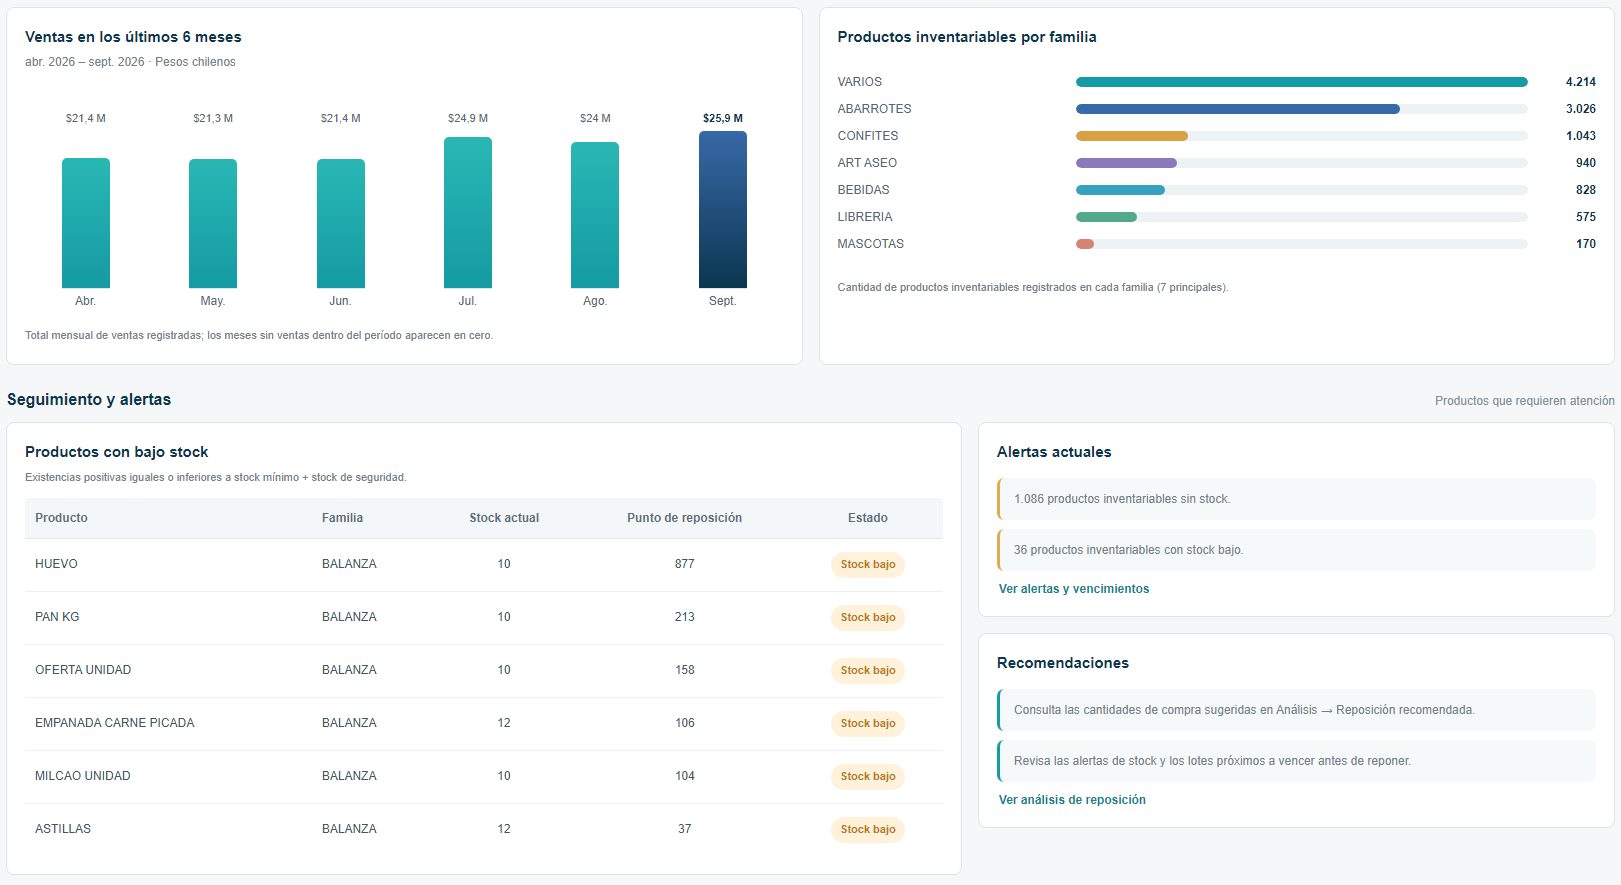 Ventas en los últimos 6 meses
abr. 2026 – sept. 2026 · Pesos chilenos
$21,4 M $21,3 M $21,4 M $24,9 M $24 M $25,9 M
Abr. May. Jun. Jul. Ago. Sept.
Total mensual de ventas registradas; los meses sin ventas dentro del período aparecen en cero.
Productos inventariables por familia
VARIOS 4.214
ABARROTES 3.026
CONFITES 1.043
ART ASEO 940
BEBIDAS 828
LIBRERIA 575
MASCOTAS 170
Cantidad de productos inventariables registrados en cada familia (7 principales).
Seguimiento y alertas
Productos que requieren atención
Productos con bajo stock
Existencias positivas iguales o inferiores a stock mínimo + stock de seguridad.
Producto Familia Stock actual Punto de reposición Estado
HUEVO BALANZA 10 877 Stock bajo
PAN KG BALANZA 10 213 Stock bajo
OFERTA UNIDAD BALANZA 10 158 Stock bajo
EMPANADA CARNE PICADA BALANZA 12 106 Stock bajo
MILCAO UNIDAD BALANZA 10 104 Stock bajo
ASTILLAS BALANZA 12 37 Stock bajo
Alertas actuales
1.086 productos inventariables sin stock.
36 productos inventariables con stock bajo.
Ver alertas y vencimientos
Recomendaciones
Consulta las cantidades de compra sugeridas en Análisis → Reposición recomendada.
Revisa las alertas de stock y los lotes próximos a vencer antes de reponer.
Ver análisis de reposición